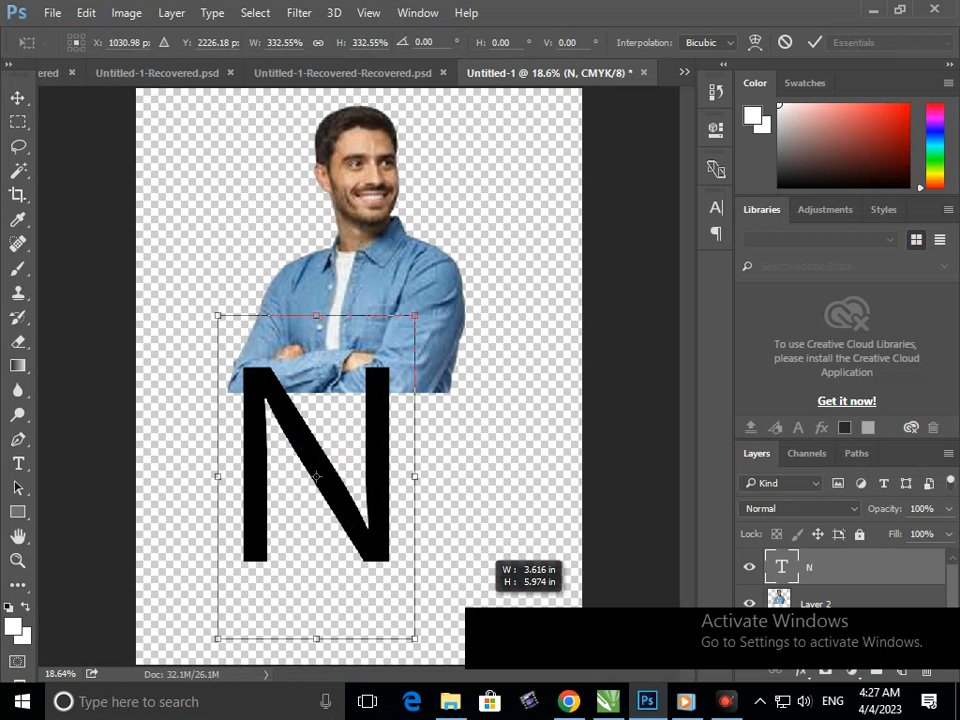 Ps File Edit Image Layer Type Select Filter 3D View Window Help
X: 1030.98 px Y: 2226.18 px W: 332.55% H: 332.55% 0.00 ° H: 0.00 ° V: 0.00 ° Interpolation: Bicubic Essentials
ered × Untitled-1-Recovered.psd × Untitled-1-Recovered-Recovered.psd × Untitled-1 @ 18.6% (N, CMYK/8) * ×
Color Swatches
Libraries Adjustments Styles
Search Adobe Stock
To use Creative Cloud Libraries,
please install the Creative Cloud
Application
Get it now!
Layers Channels Paths
Kind
Normal Opacity: 100%
Lock: Fill: 100%
T N
Layer 2
N
W: 3.616 in
H: 5.974 in
Activate Windows
Go to Settings to activate Windows.
18.64% Doc: 32.1M/26.1M
Type here to search
ENG
4:27 AM
4/4/2023